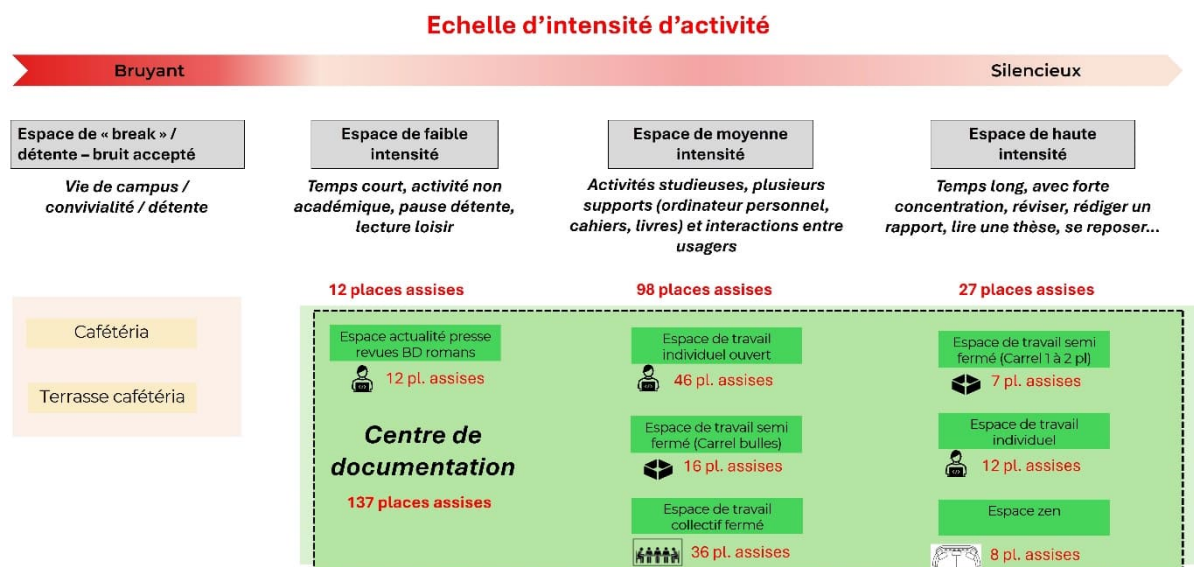 Echelle d'intensité d'activité
Bruyant
Silencieux
Espace de « break » /
détente – bruit accepté
Vie de campus /
convivialité / détente
Espace de faible
intensité
Temps court, activité non
académique, pause détente,
lecture loisir
Espace de moyenne
intensité
Activités studieuses, plusieurs
supports (ordinateur personnel,
cahiers, livres) et interactions entre
usagers
Espace de haute
intensité
Temps long, avec forte
concentration, réviser, rédiger un
rapport, lire une thèse, se reposer...
12 places assises
98 places assises
27 places assises
Cafétéria
Terrasse cafétéria
Espace actualité presse
revues BD romans
12 pl. assises
Centre de
documentation
137 places assises
Espace de travail
individuel ouvert
46 pl. assises
Espace de travail semi
fermé (Carrel bulles)
16 pl. assises
Espace de travail
collectif fermé
36 pl. assises
Espace de travail semi
fermé (Carrel 1 à 2 pl)
7 pl. assises
Espace de travail
individuel
12 pl. assises
Espace zen
8 pl. assises